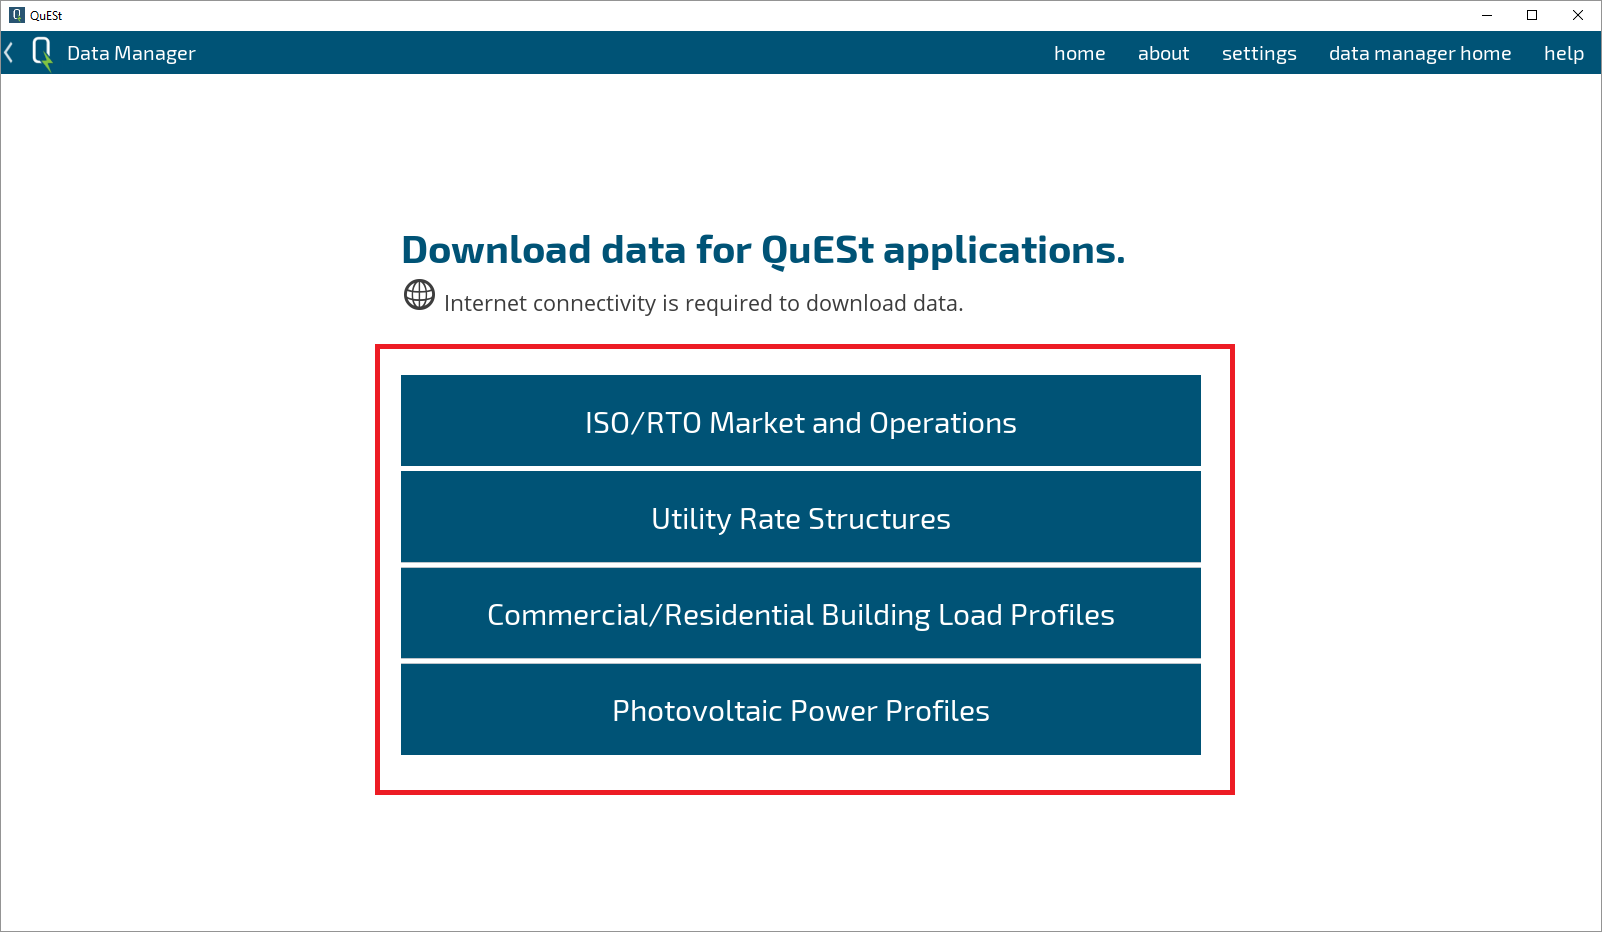 QuESt
Data Manager home about settings data manager home help
Download data for QuESt applications.
Internet connectivity is required to download data.
ISO/RTO Market and Operations
Utility Rate Structures
Commercial/Residential Building Load Profiles
Photovoltaic Power Profiles